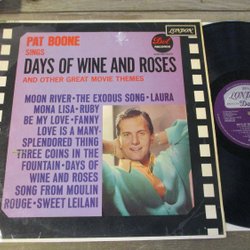 PAT BOONE
SINGS
LONDON
Dot
RECORDS
DAYS OF WINE AND ROSES
AND OTHER GREAT MOVIE THEMES
MOON RIVER · THE EXODUS SONG · LAURA
MONA LISA · RUBY
BE MY LOVE · FANNY
LOVE IS A MANY-
SPLENDORED THING
THREE COINS IN THE
FOUNTAIN · DAYS OF
WINE AND ROSES
SONG FROM MOULIN
ROUGE · SWEET LEILANI